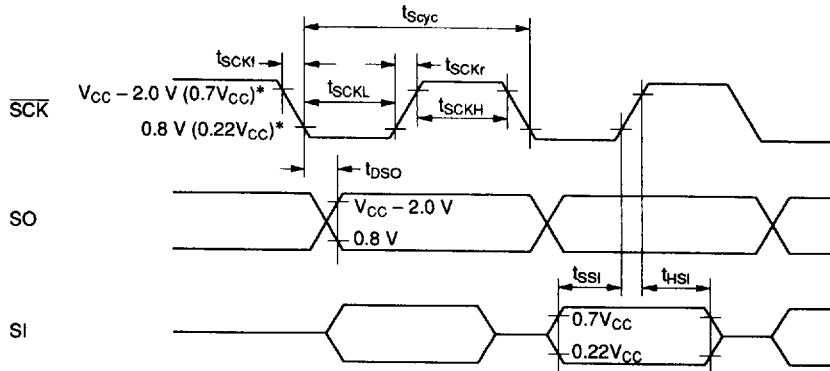 tScyc
tSCKf
tSCKr
tSCKL
VCC – 2.0 V (0.7VCC)*
SCK
tSCKH
0.8 V (0.22VCC)*
tDSO
VCC – 2.0 V
SO
0.8 V
tSSI
tHSI
0.7VCC
SI
0.22VCC